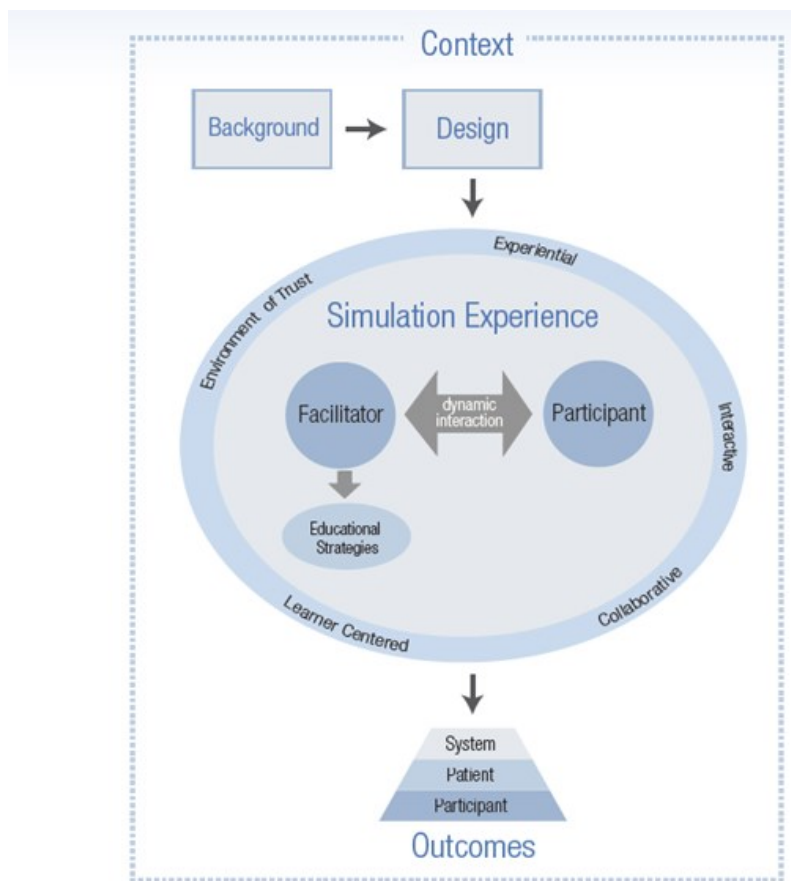 Context
Background
Design
Experiential
Environment of Trust
Simulation Experience
Facilitator
dynamic
interaction
Participant
Interactive
Educational
Strategies
Learner Centered
Collaborative
System
Patient
Participant
Outcomes